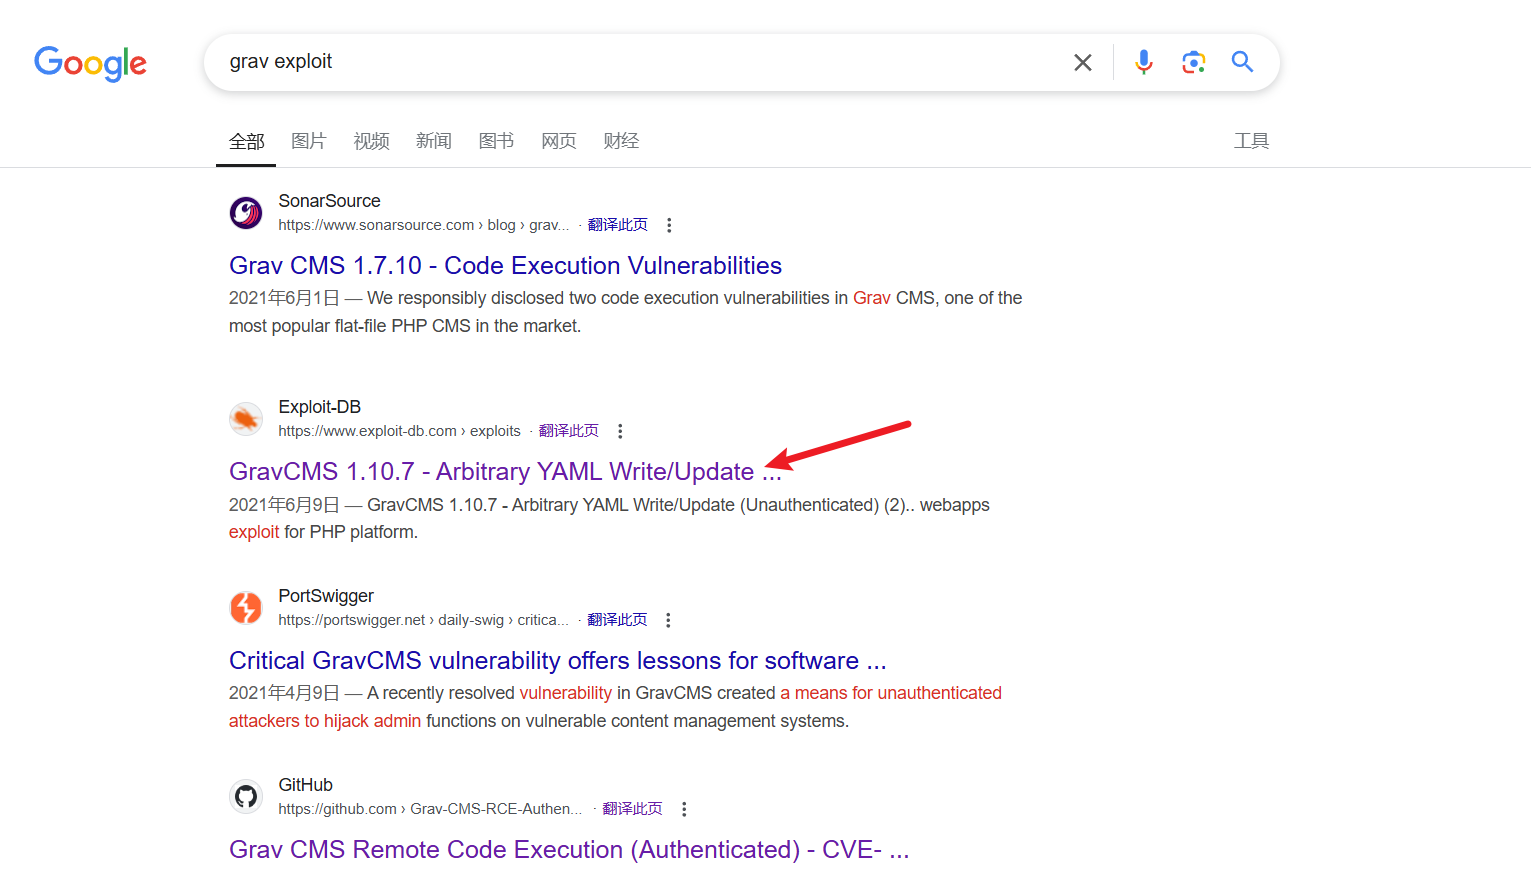 Google
grav exploit
全部 图片 视频 新闻 图书 网页 财经 工具
SonarSource
https://www.sonarsource.com › blog › grav... · 翻译此页
Grav CMS 1.7.10 - Code Execution Vulnerabilities
2021年6月1日 — We responsibly disclosed two code execution vulnerabilities in Grav CMS, one of the
most popular flat-file PHP CMS in the market.
Exploit-DB
https://www.exploit-db.com › exploits · 翻译此页
GravCMS 1.10.7 - Arbitrary YAML Write/Update ...
2021年6月9日 — GravCMS 1.10.7 - Arbitrary YAML Write/Update (Unauthenticated) (2).. webapps
exploit for PHP platform.
PortSwigger
https://portswigger.net › daily-swig › critica... · 翻译此页
Critical GravCMS vulnerability offers lessons for software ...
2021年4月9日 — A recently resolved vulnerability in GravCMS created a means for unauthenticated
attackers to hijack admin functions on vulnerable content management systems.
GitHub
https://github.com › Grav-CMS-RCE-Authen... · 翻译此页
Grav CMS Remote Code Execution (Authenticated) - CVE- ...